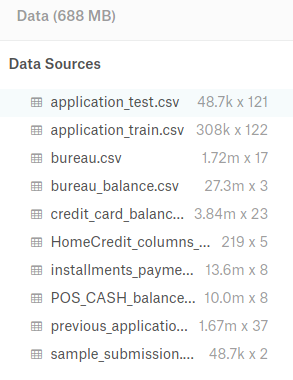 Data (688 MB)
Data Sources
application_test.csv 48.7k x 121
application_train.csv 308k x 122
bureau.csv 1.72m x 17
bureau_balance.csv 27.3m x 3
credit_card_balanc... 3.84m x 23
HomeCredit_columns_... 219 x 5
installments_payme... 13.6m x 8
POS_CASH_balance... 10.0m x 8
previous_applicatio... 1.67m x 37
sample_submission.... 48.7k x 2